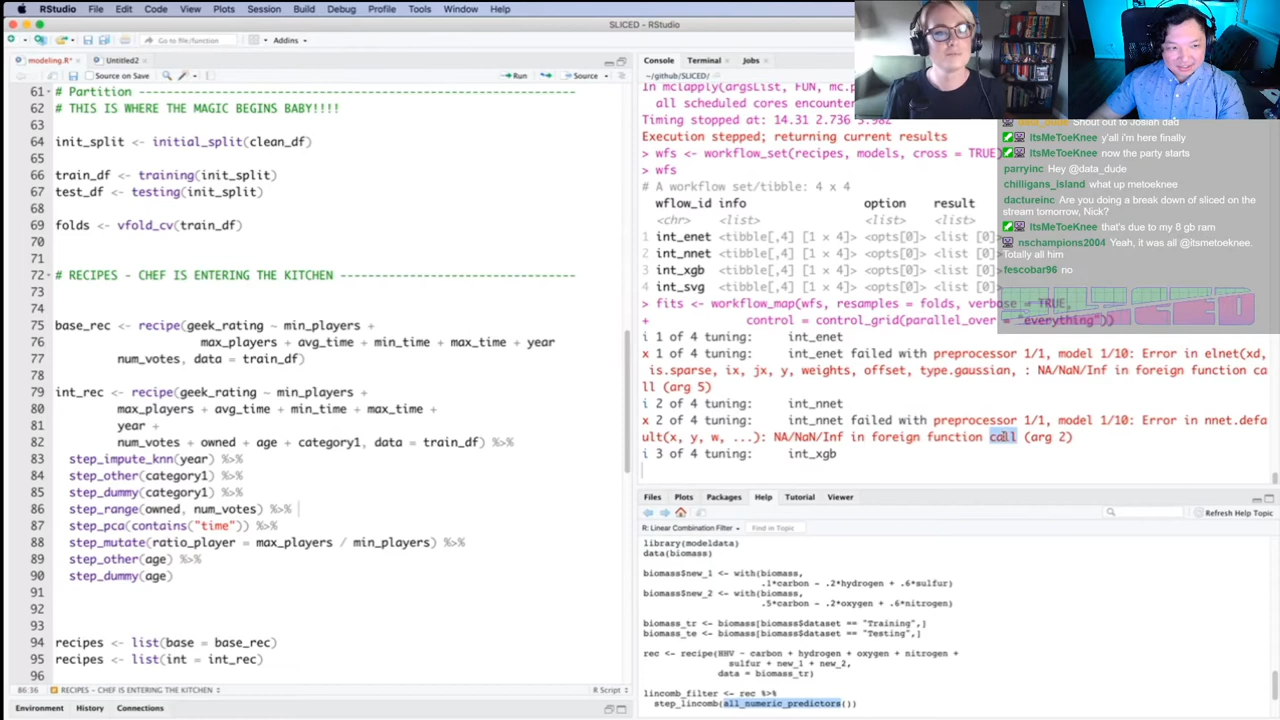 RStudio File Edit Code View Plots Session Build Debug Profile Tools Window Help
SLICED - RStudio
Go to file/function
Addins
modeling.R*
Untitled2
Source on Save
Run
Source
61 # Partition
62 # THIS IS WHERE THE MAGIC BEGINS BABY!!!!
63
64 init_split <- initial_split(clean_df)
65
66 train_df <- training(init_split)
67 test_df <- testing(init_split)
68
69 folds <- vfold_cv(train_df)
70
71
72 # RECIPES - CHEF IS ENTERING THE KITCHEN
73
74
75 base_rec <- recipe(geek_rating ~ min_players +
76 max_players + avg_time + min_time + max_time + year
77 num_votes, data = train_df)
78
79 int_rec <- recipe(geek_rating ~ min_players +
80 max_players + avg_time + min_time + max_time +
81 year +
82 num_votes + owned + age + category1, data = train_df) %>%
83 step_impute_knn(year) %>%
84 step_other(category1) %>%
85 step_dummy(category1) %>%
86 step_range(owned, num_votes) %>%
87 step_pca(contains("time")) %>%
88 step_mutate(ratio_player = max_players / min_players) %>%
89 step_other(age) %>%
90 step_dummy(age)
91
92
93
94 recipes <- list(base = base_rec)
95 recipes <- list(int = int_rec)
96
86:36 RECIPES - CHEF IS ENTERING THE KITCHEN
R Script
Environment History Connections
Console Terminal Jobs
~/github/SLICED/
In mclapply(argsList, FUN, mc.p
all scheduled cores encounter
Timing stopped at: 14.31 2.736 3.982
Execution stopped; returning current results
> wfs <- workflow_set(recipes, models, cross = TRUE)
> wfs
# A workflow set/tibble: 4 x 4
wflow_id info option result
<chr> <list> <list> <list>
1 int_enet <tibble[,4] [1 × 4]> <opts[0]> <list [0]>
2 int_nnet <tibble[,4] [1 × 4]> <opts[0]> <list [0]>
3 int_xgb <tibble[,4] [1 × 4]> <opts[0]> <list [0]>
4 int_svg <tibble[,4] [1 × 4]> <opts[0]> <list [0]>
> fits <- workflow_map(wfs, resamples = folds, verbose = TRUE,
+ control = control_grid(parallel_over = "everything"))
i 1 of 4 tuning: int_enet
x 1 of 4 tuning: int_enet failed with preprocessor 1/1, model 1/10: Error in elnet(xd,
is.sparse, ix, jx, y, weights, offset, type.gaussian, : NA/NaN/Inf in foreign function ca
ll (arg 5)
i 2 of 4 tuning: int_nnet
x 2 of 4 tuning: int_nnet failed with preprocessor 1/1, model 1/10: Error in nnet.defa
ult(x, y, w, ...): NA/NaN/Inf in foreign function call (arg 2)
i 3 of 4 tuning: int_xgb
Shout out to Josiah dad
ItsMeToeKnee y'all i'm here finally
ItsMeToeKnee now the party starts
parryinc Hey @data_dude
chilligans_island what up metoeknee
dactureinc Are you doing a break down of sliced on the
stream tomorrow, Nick?
ItsMeToeKnee that's due to my 8 gb ram
nschampions2004 Yeah, it was all @itsmetoeknee.
Totally all him
fescobar96 no
SLICED
Files Plots Packages Help Tutorial Viewer
Refresh Help Topic
R: Linear Combination Filter
Find in Topic
library(modeldata)
data(biomass)
biomass$new_1 <- with(biomass,
.1*carbon - .2*hydrogen + .6*sulfur)
biomass$new_2 <- with(biomass,
.5*carbon - .2*oxygen + .6*nitrogen)
biomass_tr <- biomass[biomass$dataset == "Training",]
biomass_te <- biomass[biomass$dataset == "Testing",]
rec <- recipe(HHV ~ carbon + hydrogen + oxygen + nitrogen +
sulfur + new_1 + new_2,
data = biomass_tr)
lincomb_filter <- rec %>%
step_lincomb(all_numeric_predictors())